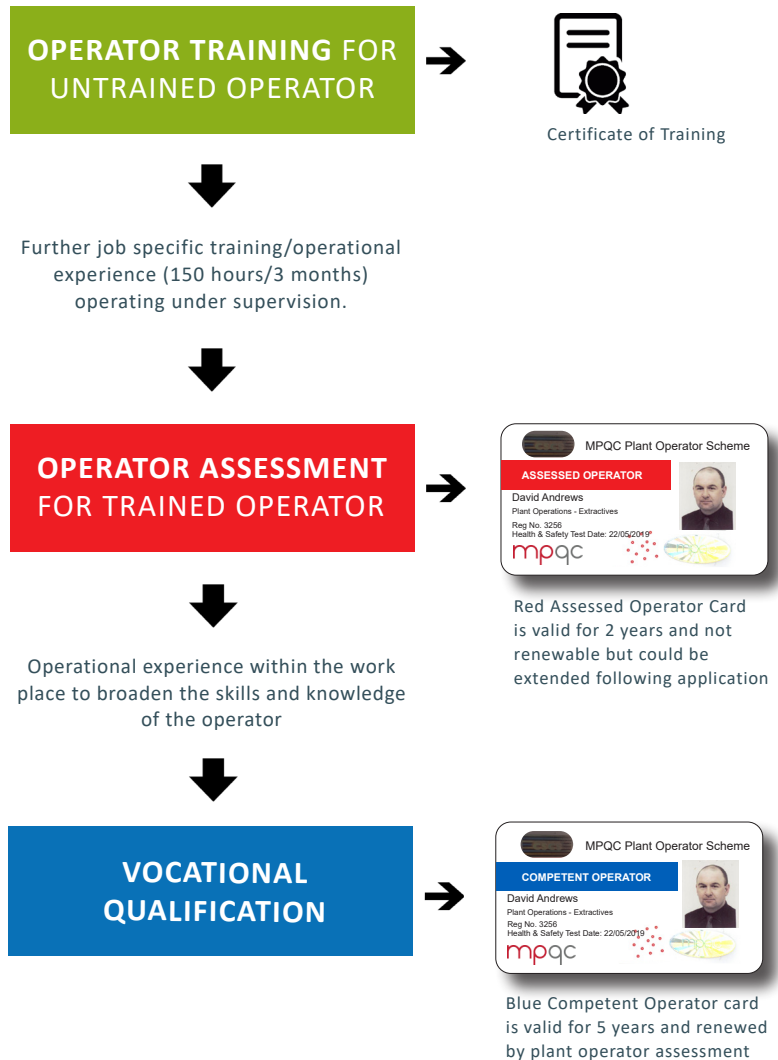 OPERATOR TRAINING FOR
UNTRAINED OPERATOR
Certificate of Training
Further job specific training/operational
experience (150 hours/3 months)
operating under supervision.
OPERATOR ASSESSMENT
FOR TRAINED OPERATOR
MPQC Plant Operator Scheme
ASSESSED OPERATOR
David Andrews
Plant Operations - Extractives
Reg No. 3256
Health & Safety Test Date: 22/05/2019
mpqc
Red Assessed Operator Card
is valid for 2 years and not
renewable but could be
extended following application
Operational experience within the work
place to broaden the skills and knowledge
of the operator
VOCATIONAL
QUALIFICATION
MPQC Plant Operator Scheme
COMPETENT OPERATOR
David Andrews
Plant Operations - Extractives
Reg No. 3256
Health & Safety Test Date: 22/05/2019
mpqc
Blue Competent Operator card
is valid for 5 years and renewed
by plant operator assessment